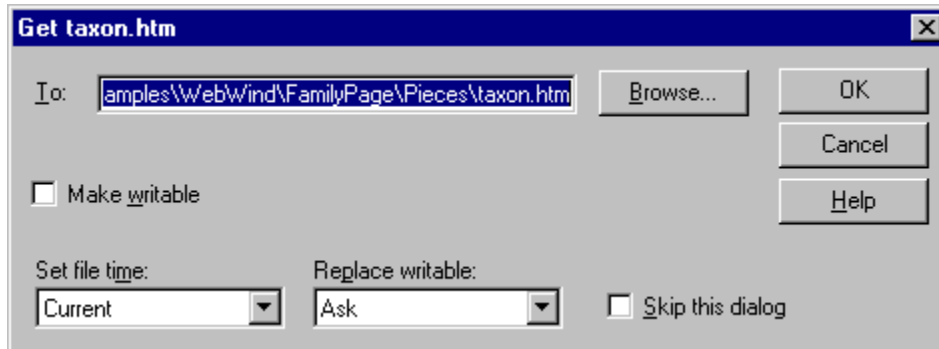 Get taxon.htm
To: amples\WebWind\FamilyPage\Pieces\taxon.htm Browse... OK
Cancel
Make writable
Help
Set file time: Replace writable:
Current Ask Skip this dialog